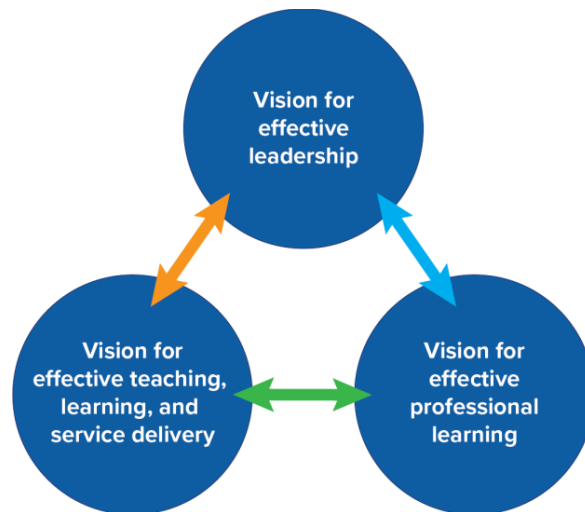 Vision for
effective
leadership
Vision for
effective teaching,
learning, and
service delivery
Vision for
effective
professional
learning